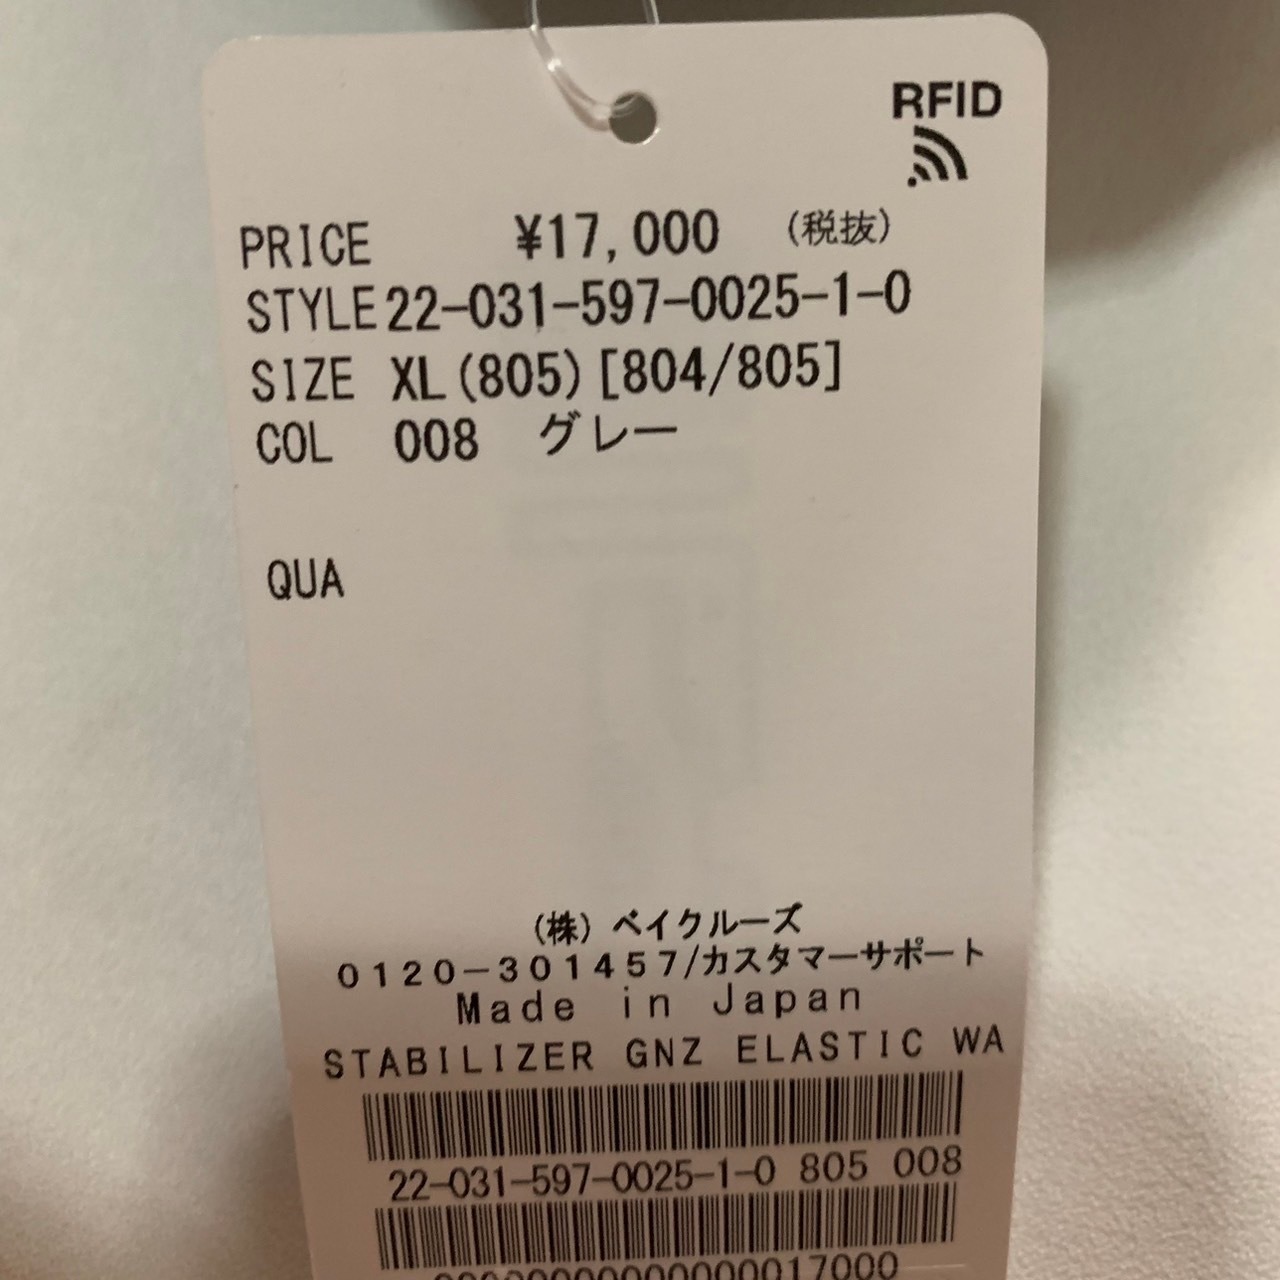 RFID
PRICE ¥17,000 (税抜)
STYLE 22-031-597-0025-1-0
SIZE XL(805)[804/805]
COL 008 グレー
QUA
(株) ベイクルーズ
0120-301457/カスタマーサポート
Made in Japan
STABILIZER GNZ ELASTIC WA
22-031-597-0025-1-0 805 008